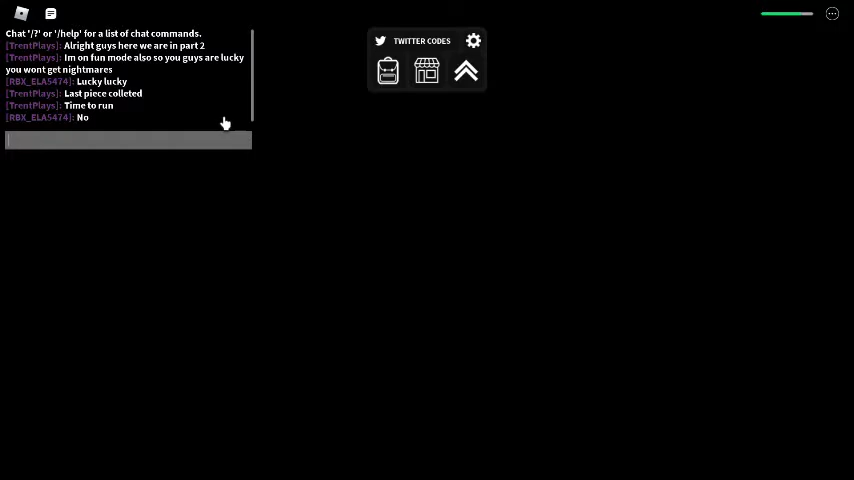 Chat '/?' or '/help' for a list of chat commands.
[TrentPlays]: Alright guys here we are in part 2
[TrentPlays]: Im on fun mode also so you guys are lucky
you wont get nightmares
[RBX_ELA5474]: Lucky lucky
[TrentPlays]: Last piece colleted
[TrentPlays]: Time to run
[RBX_ELA5474]: No
TWITTER CODES